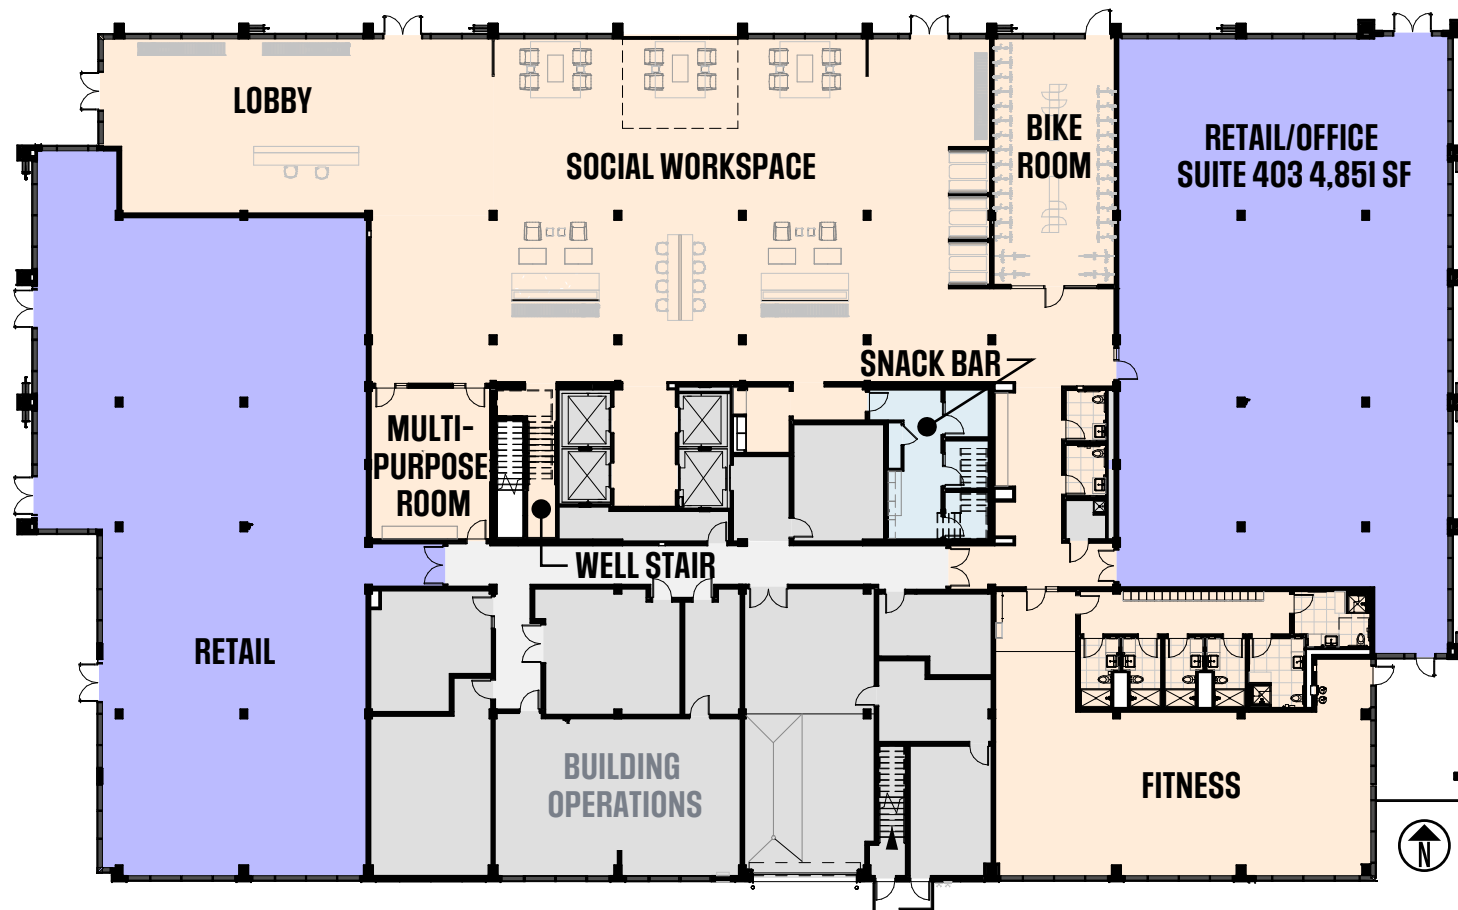 LOBBY
SOCIAL WORKSPACE
BIKE
ROOM
RETAIL/OFFICE
SUITE 403 4,851 SF
SNACK BAR
MULTI-
PURPOSE
ROOM
WELL STAIR
RETAIL
BUILDING
OPERATIONS
FITNESS
N